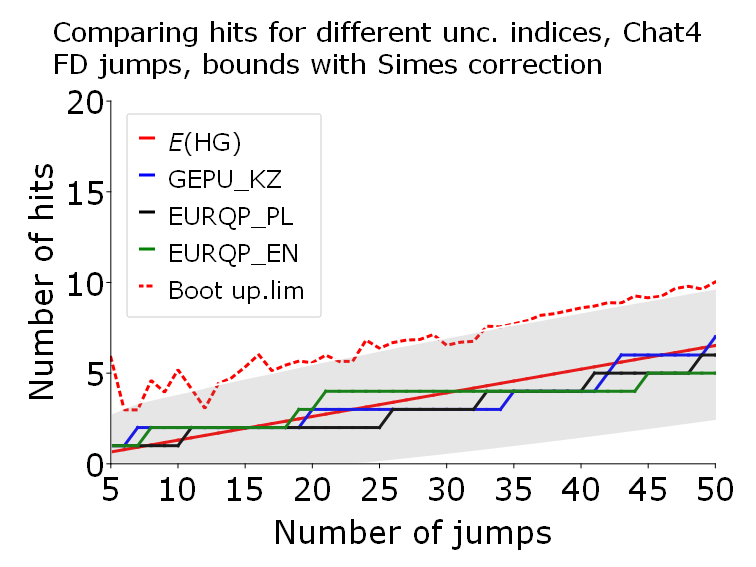 Comparing hits for different unc. indices, Chat4
FD jumps, bounds with Simes correction
20
15
10
5
0
Number of hits
E(HG)
GEPU_KZ
EURQP_PL
EURQP_EN
Boot up.lim
5 10 15 20 25 30 35 40 45 50
Number of jumps